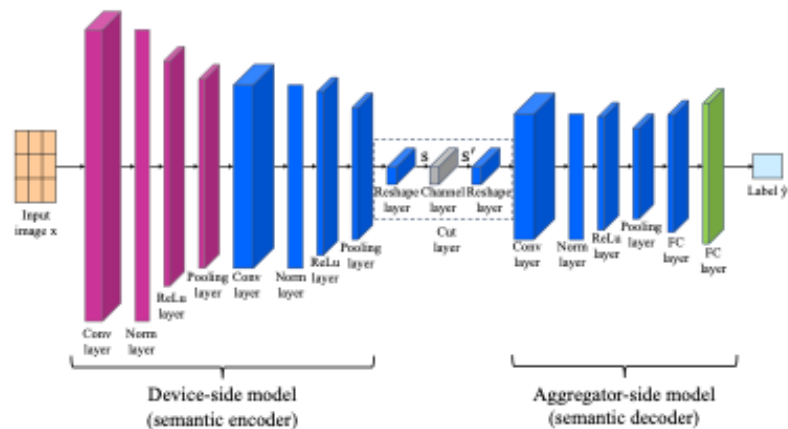 Input
image x
Conv
layer
Norm
layer
ReLu
layer
Pooling
layer
Conv
layer
Norm
layer
ReLu
layer
Pooling
layer
s
s'
Reshape
layer
Channel
layer
Reshape
layer
Cut
layer
Conv
layer
Norm
layer
ReLu
layer
Pooling
layer
FC
layer
FC
layer
Label ŷ
Device-side model
(semantic encoder)
Aggregator-side model
(semantic decoder)